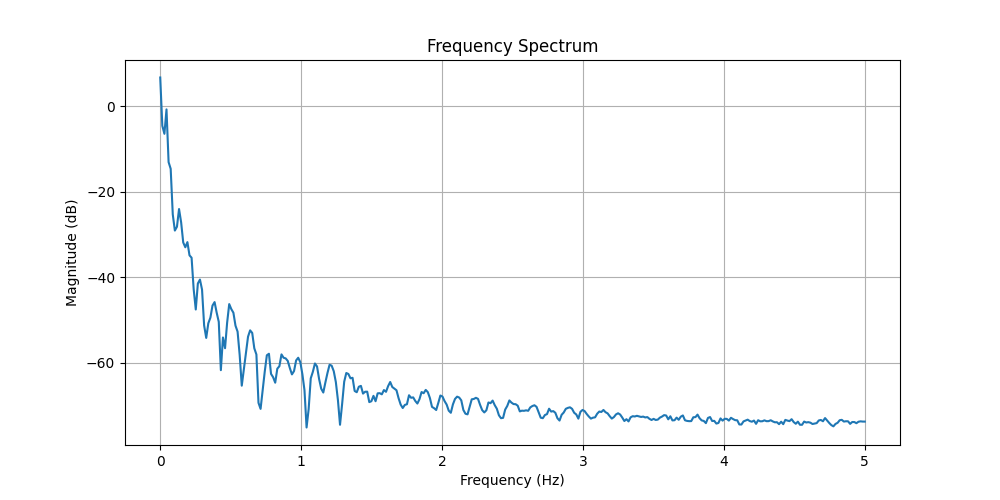 Frequency Spectrum
Magnitude (dB)
0
−20
−40
−60
0 1 2 3 4 5
Frequency (Hz)